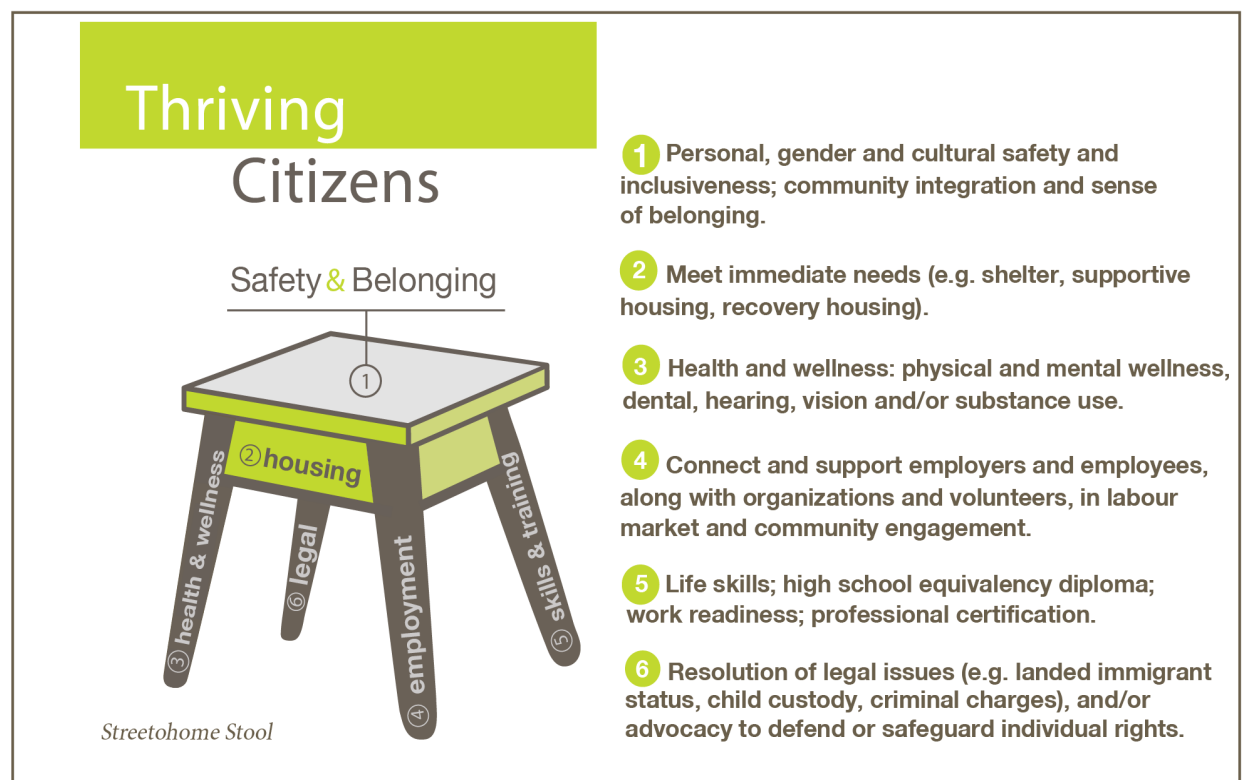 Thriving
Citizens
Safety & Belonging
①
② housing
③ health & wellness
⑥ legal
④ employment
⑤ skills & training
Streetohome Stool
1 Personal, gender and cultural safety and
inclusiveness; community integration and sense
of belonging.
2 Meet immediate needs (e.g. shelter, supportive
housing, recovery housing).
3 Health and wellness: physical and mental wellness,
dental, hearing, vision and/or substance use.
4 Connect and support employers and employees,
along with organizations and volunteers, in labour
market and community engagement.
5 Life skills; high school equivalency diploma;
work readiness; professional certification.
6 Resolution of legal issues (e.g. landed immigrant
status, child custody, criminal charges), and/or
advocacy to defend or safeguard individual rights.